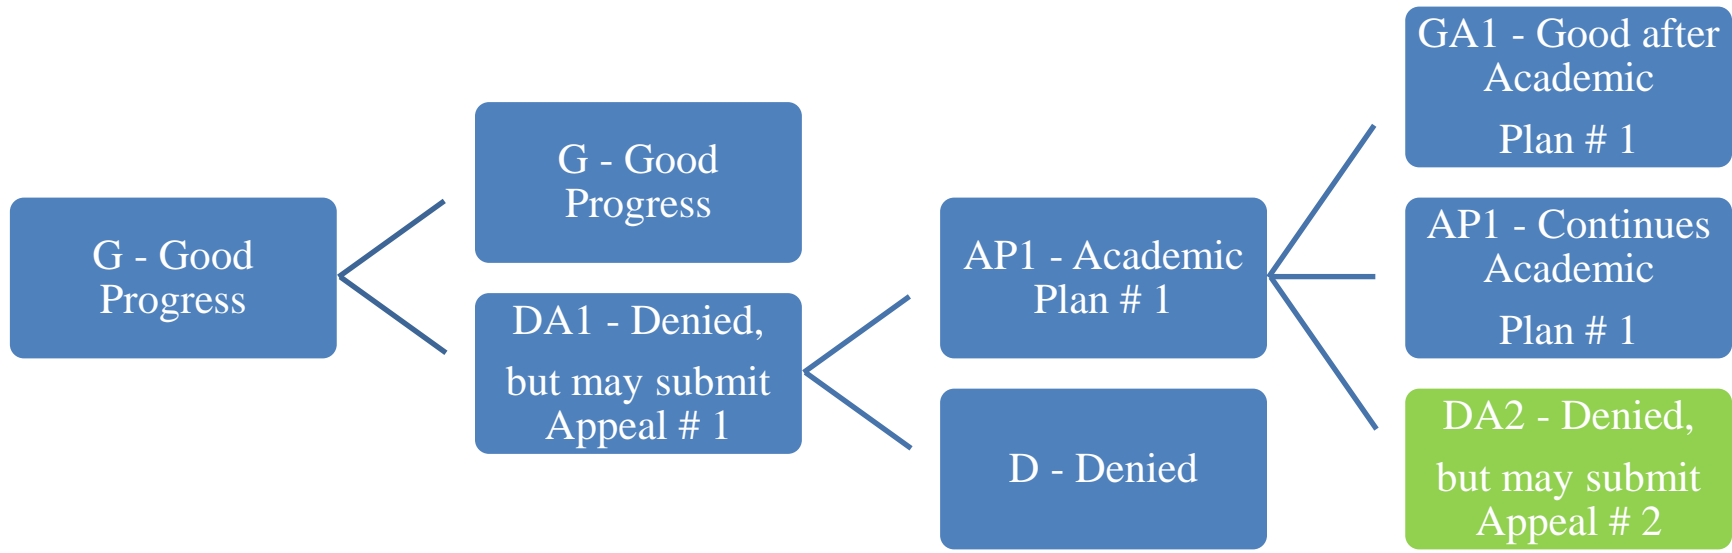 G - Good
Progress
G - Good
Progress
DA1 - Denied,
but may submit
Appeal # 1
AP1 - Academic
Plan # 1
D - Denied
GA1 - Good after
Academic
Plan # 1
AP1 - Continues
Academic
Plan # 1
DA2 - Denied,
but may submit
Appeal # 2